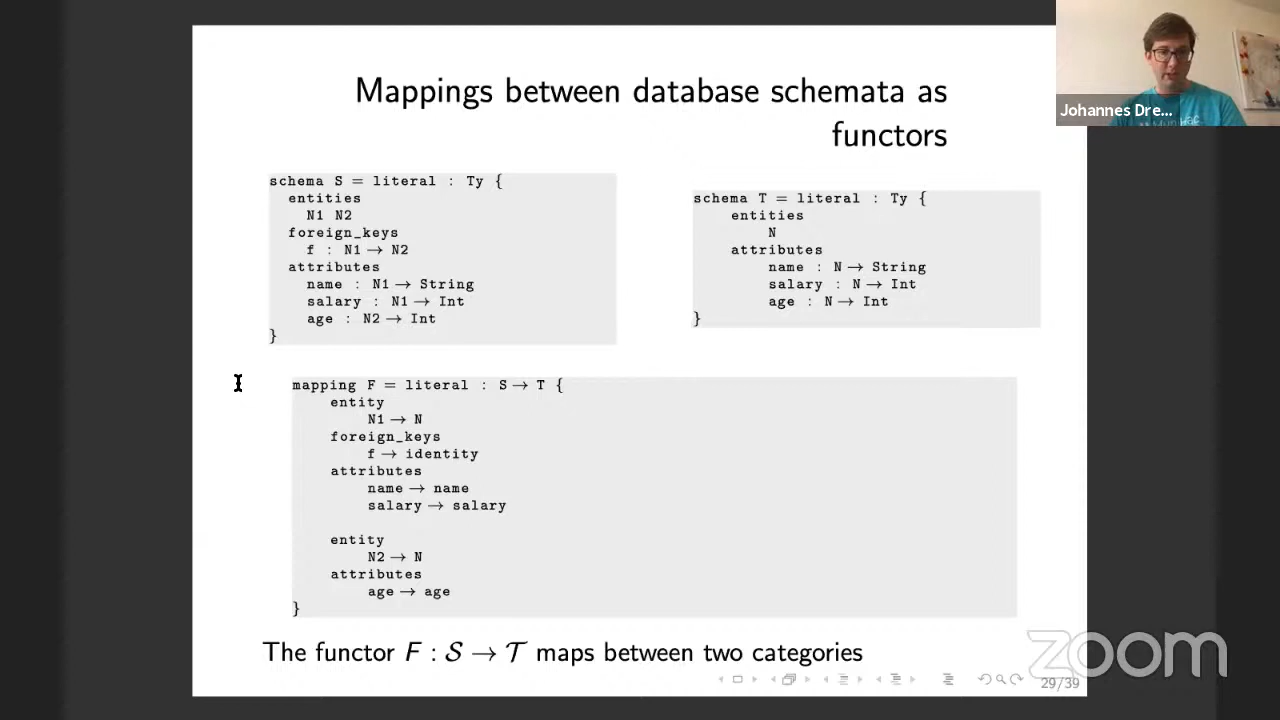 Mappings between database schemata as
functors
Johannes Dre...
schema S = literal : Ty {
entities
N1 N2
foreign_keys
f : N1 → N2
attributes
name : N1 → String
salary : N1 → Int
age : N2 → Int
}
schema T = literal : Ty {
entities
N
attributes
name : N → String
salary : N → Int
age : N → Int
}
mapping F = literal : S → T {
entity
N1 → N
foreign_keys
f → identity
attributes
name → name
salary → salary
entity
N2 → N
attributes
age → age
}
The functor F : S → T maps between two categories
zoom
29/39